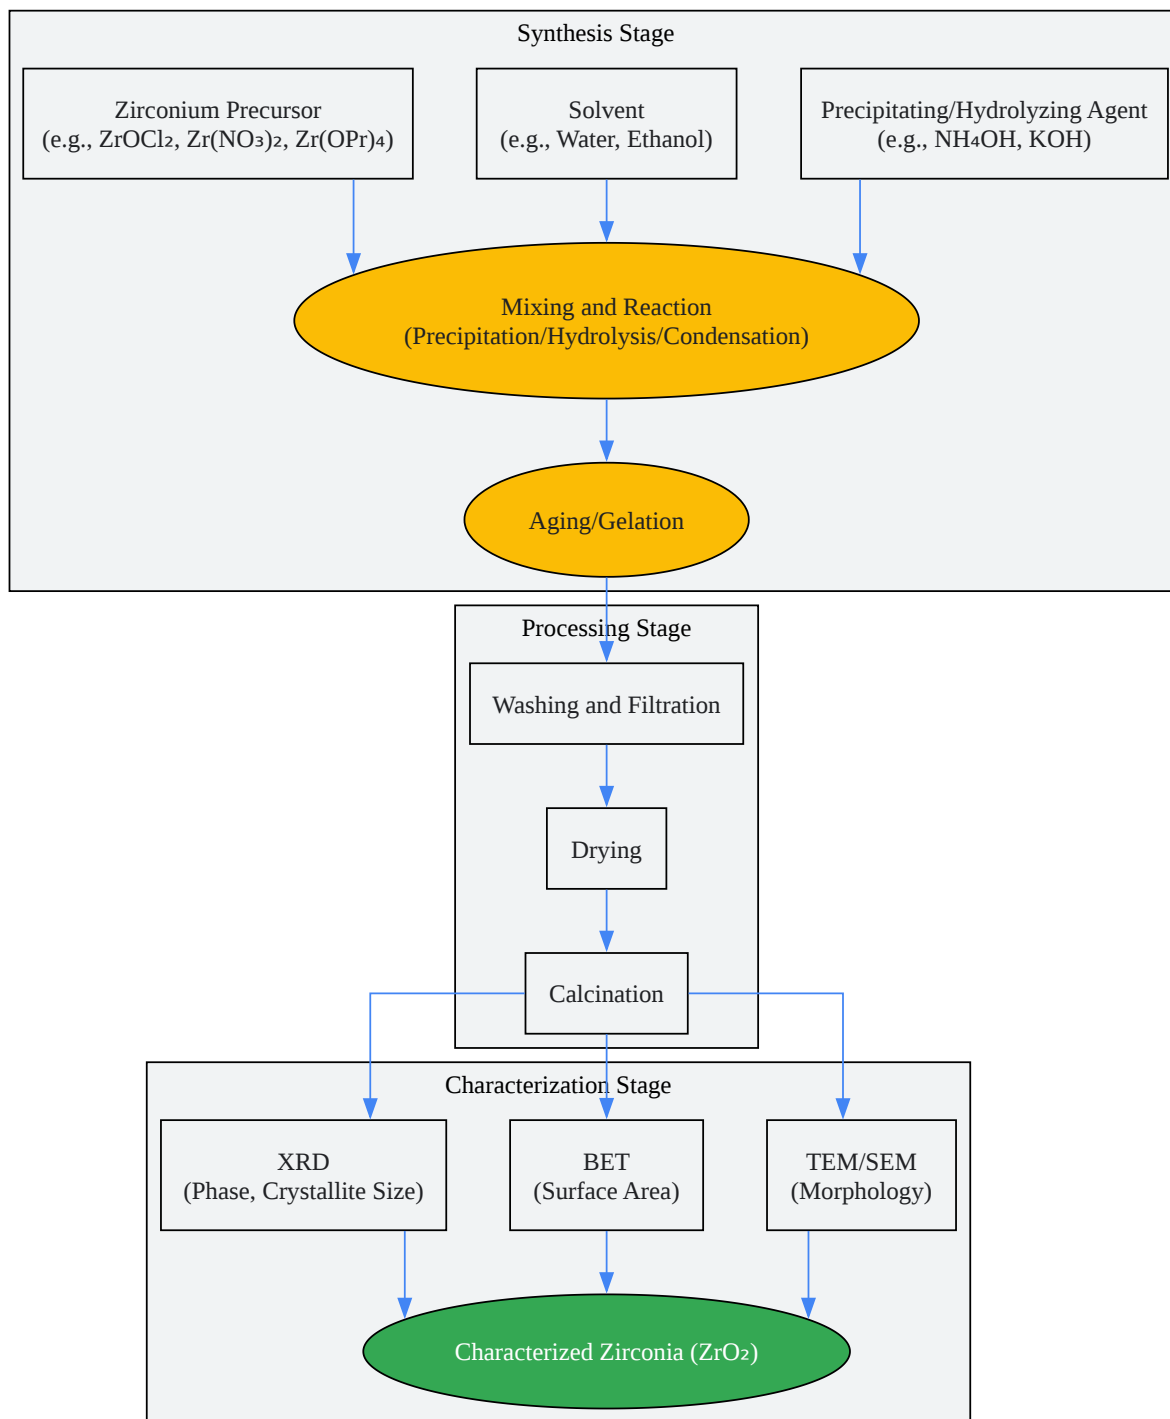 Synthesis Stage
Zirconium Precursor
(e.g., ZrOCl₂, Zr(NO₃)₂, Zr(OPr)₄)
Solvent
(e.g., Water, Ethanol)
Precipitating/Hydrolyzing Agent
(e.g., NH₄OH, KOH)
Mixing and Reaction
(Precipitation/Hydrolysis/Condensation)
Aging/Gelation
Processing Stage
Washing and Filtration
Drying
Calcination
Characterization Stage
XRD
(Phase, Crystallite Size)
BET
(Surface Area)
TEM/SEM
(Morphology)
Characterized Zirconia (ZrO₂)